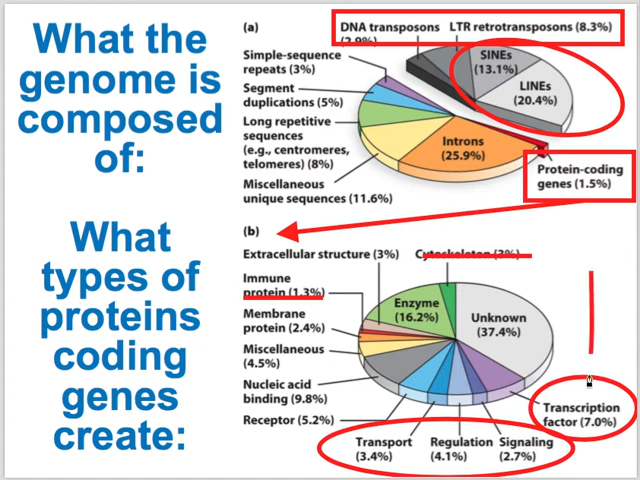 What the
genome is
composed
of:
What
types of
proteins
coding
genes
create:
(a)
DNA transposons
(2.9%)
LTR retrotransposons (8.3%)
SINEs
(13.1%)
LINEs
(20.4%)
Simple-sequence
repeats (3%)
Segment
duplications (5%)
Long repetitive
sequences
(e.g., centromeres,
telomeres) (8%)
Miscellaneous
unique sequences (11.6%)
Introns
(25.9%)
Protein-coding
genes (1.5%)
(b)
Extracellular structure (3%)
Cytoskeleton (3%)
Immune
protein (1.3%)
Membrane
protein (2.4%)
Miscellaneous
(4.5%)
Nucleic acid
binding (9.8%)
Receptor (5.2%)
Enzyme
(16.2%)
Unknown
(37.4%)
Transport
(3.4%)
Regulation
(4.1%)
Signaling
(2.7%)
Transcription
factor (7.0%)